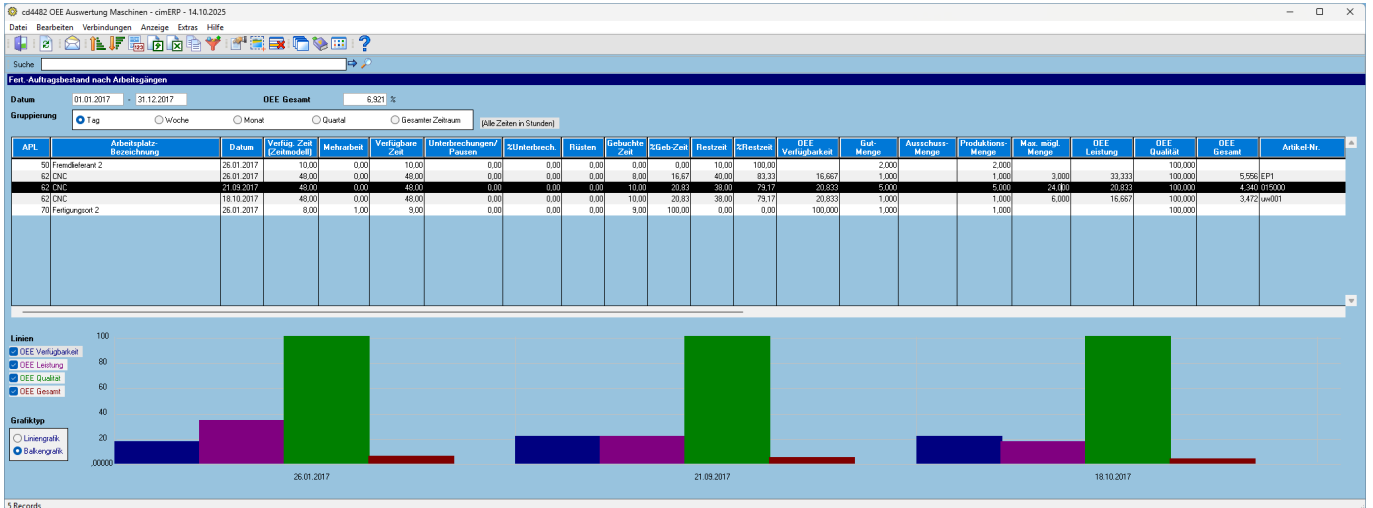 cd4482 OEE Auswertung Maschinen - cimERP - 14.10.2025
Datei Bearbeiten Verbindungen Anzeige Extras Hilfe
Suche
Fert.-Auftragsbestand nach Arbeitsgängen
Datum 01.01.2017 - 31.12.2017 OEE Gesamt 6,921 %
Gruppierung Tag Woche Monat Quartal Gesamter Zeitraum (Alle Zeiten in Stunden)
APL Arbeitsplatz-Bezeichnung Datum Verfüg. Zeit (Zeitmodell) Mehrarbeit Verfügbare Zeit Unterbrechungen/Pausen %Unterbrech. Rüsten Gebuchte Zeit %Geb-Zeit Restzeit %Restzeit OEE Verfügbarkeit Gut-Menge Ausschuss-Menge Produktions-Menge Max. mögl. Menge OEE Leistung OEE Qualität OEE Gesamt Artikel-Nr.
50 Fremdlieferant 2 26.01.2017 10,00 0,00 10,00 0,00 0,00 0,00 0,00 0,00 10,00 100,00 2,000 2,000 100,000
62 CNC 26.01.2017 48,00 0,00 48,00 0,00 0,00 0,00 8,00 16,67 40,00 83,33 16,667 1,000 1,000 3,000 33,333 100,000 5,556 EP1
62 CNC 21.09.2017 48,00 0,00 48,00 0,00 0,00 0,00 10,00 20,83 38,00 79,17 20,833 5,000 5,000 24,000 20,833 100,000 4,340 015000
62 CNC 18.10.2017 48,00 0,00 48,00 0,00 0,00 0,00 10,00 20,83 38,00 79,17 20,833 1,000 1,000 6,000 16,667 100,000 3,472 uw001
70 Fertigungsort 2 26.01.2017 8,00 1,00 9,00 0,00 0,00 0,00 9,00 100,00 0,00 0,00 100,000 1,000 1,000 100,000
Linien
OEE Verfügbarkeit
OEE Leistung
OEE Qualität
OEE Gesamt
Grafiktyp
Liniengrafik
Balkengrafik
100
80
60
40
20
,00000
26.01.2017 21.09.2017 18.10.2017
5 Records